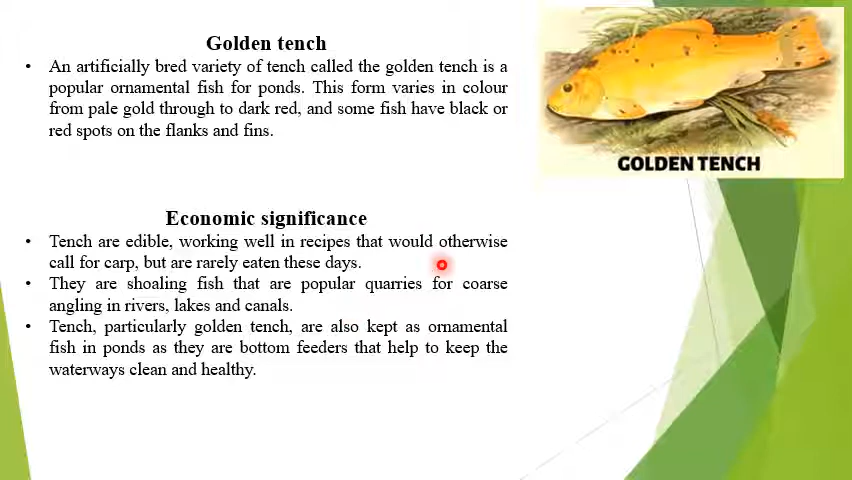 Golden tench
• An artificially bred variety of tench called the golden tench is a
popular ornamental fish for ponds. This form varies in colour
from pale gold through to dark red, and some fish have black or
red spots on the flanks and fins.
GOLDEN TENCH
Economic significance
• Tench are edible, working well in recipes that would otherwise
call for carp, but are rarely eaten these days.
• They are shoaling fish that are popular quarries for coarse
angling in rivers, lakes and canals.
• Tench, particularly golden tench, are also kept as ornamental
fish in ponds as they are bottom feeders that help to keep the
waterways clean and healthy.